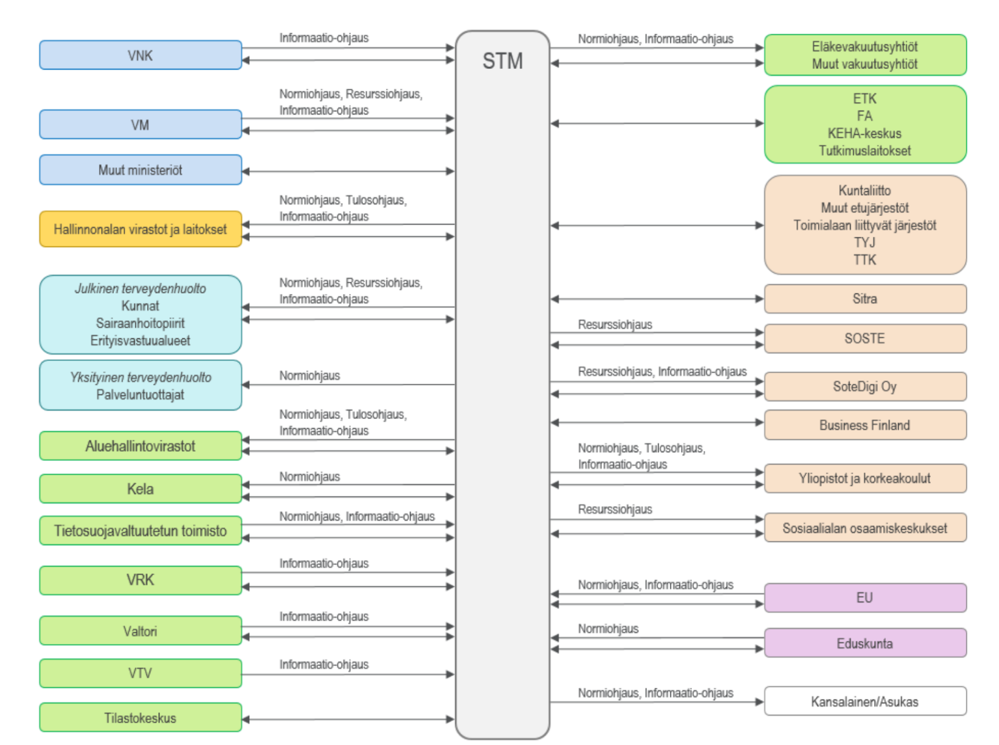 STM
VNK
Informaatio-ohjaus
VM
Normiohjaus, Resurssiohjaus,
Informaatio-ohjaus
Muut ministeriöt
Hallinnonalan virastot ja laitokset
Normiohjaus, Tulosohjaus,
Informaatio-ohjaus
Julkinen terveydenhuolto
Kunnat
Sairaanhoitopiirit
Erityisvastuualueet
Normiohjaus, Resurssiohjaus,
Informaatio-ohjaus
Yksityinen terveydenhuolto
Palveluntuottajat
Normiohjaus
Aluehallintovirastot
Normiohjaus, Tulosohjaus,
Informaatio-ohjaus
Kela
Normiohjaus
Tietosuojavaltuutetun toimisto
Normiohjaus, Informaatio-ohjaus
VRK
Informaatio-ohjaus
Valtori
Informaatio-ohjaus
VTV
Informaatio-ohjaus
Tilastokeskus
Normiohjaus, Informaatio-ohjaus
Eläkevakuutusyhtiöt
Muut vakuutusyhtiöt
ETK
FA
KEHA-keskus
Tutkimuslaitokset
Kuntaliitto
Muut etujärjestöt
Toimialaan liittyvät järjestöt
TYJ
TTK
Sitra
Resurssiohjaus
SOSTE
Resurssiohjaus, Informaatio-ohjaus
SoteDigi Oy
Business Finland
Normiohjaus, Tulosohjaus,
Informaatio-ohjaus
Yliopistot ja korkeakoulut
Resurssiohjaus
Sosiaalialan osaamiskeskukset
Normiohjaus, Informaatio-ohjaus
EU
Normiohjaus
Eduskunta
Normiohjaus, Informaatio-ohjaus
Kansalainen/Asukas